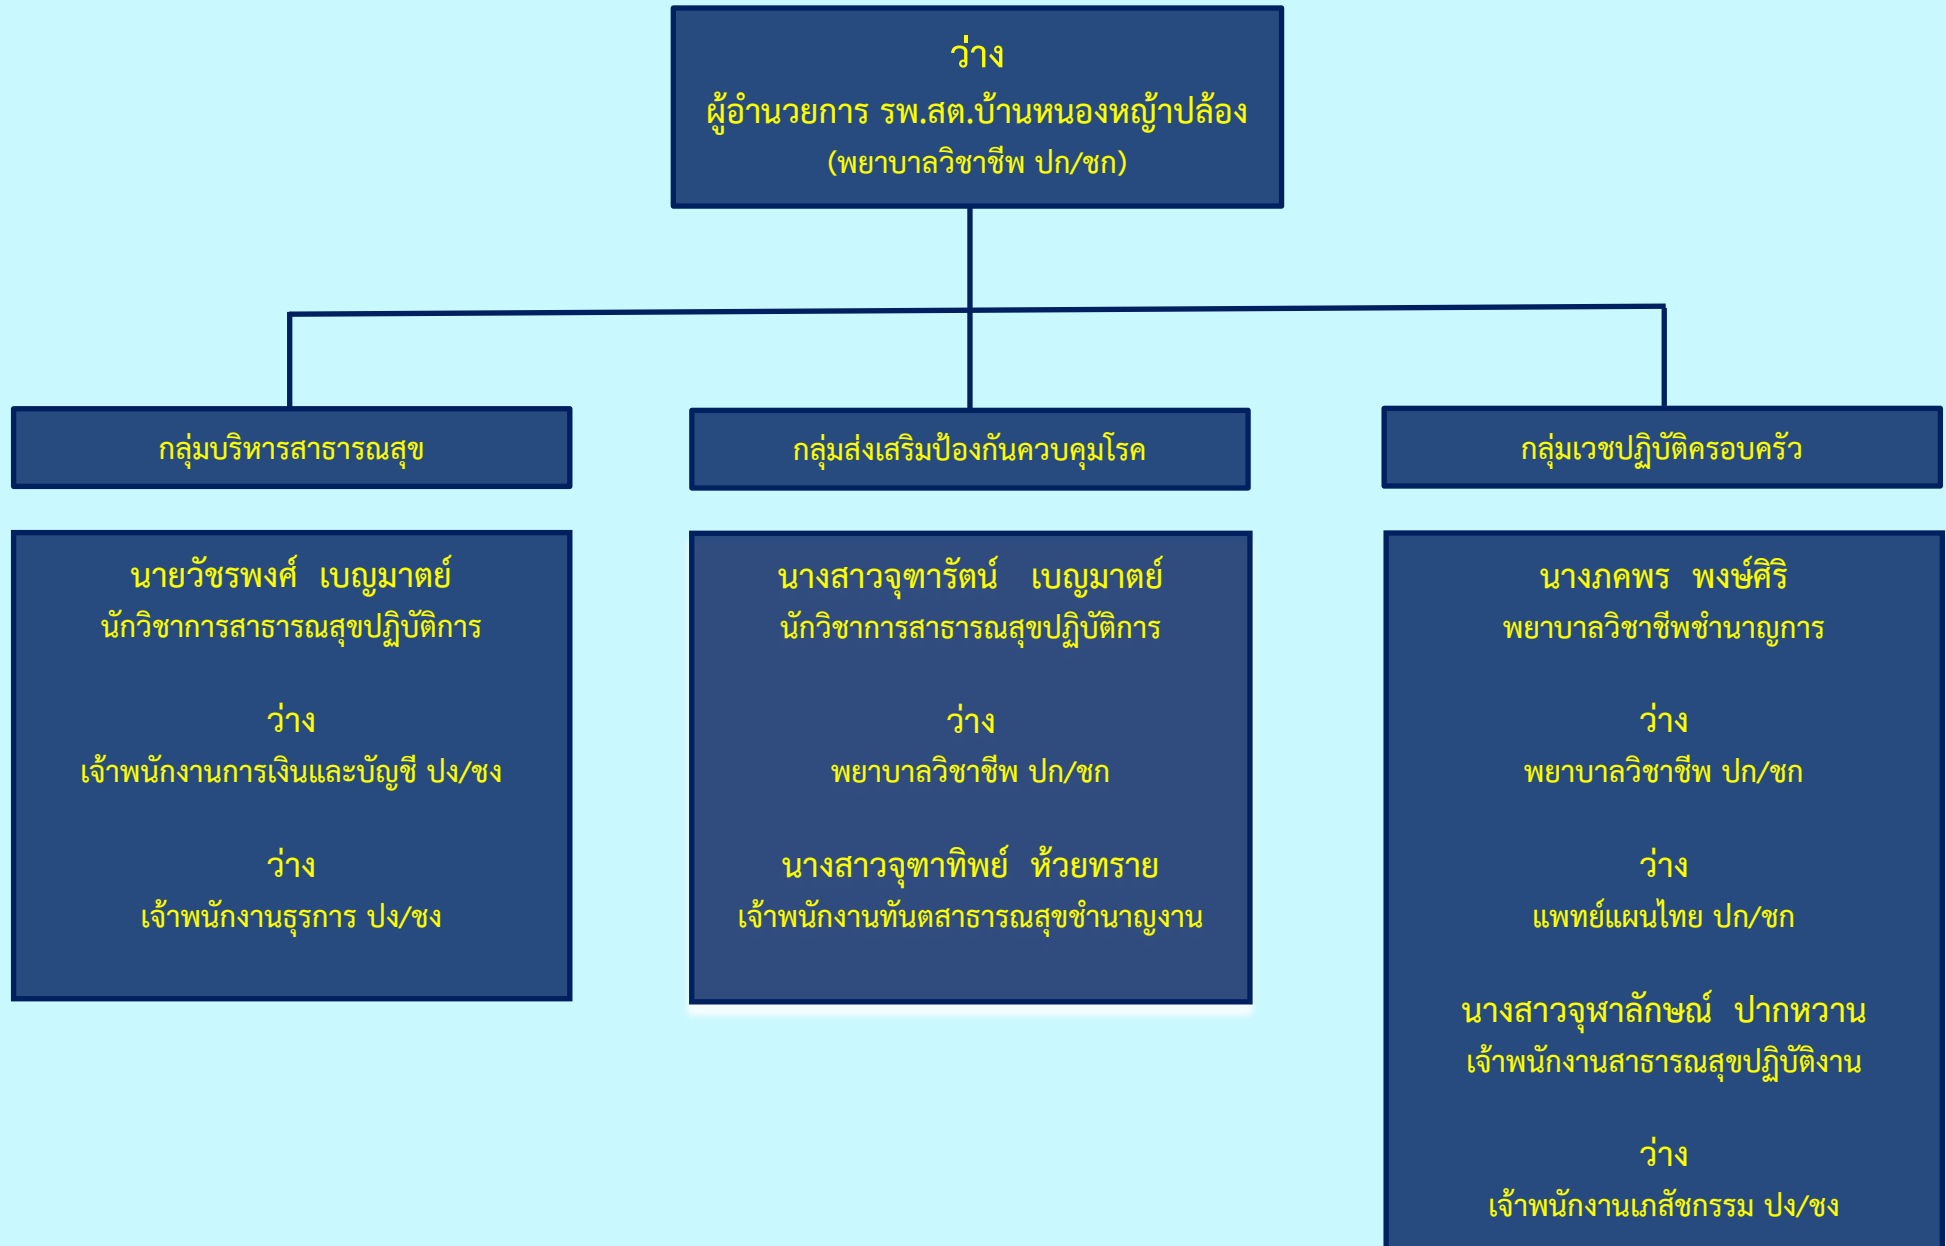 ว่าง
ผู้อำนวยการ รพ.สต.บ้านหนองหญ้าปล้อง
(พยาบาลวิชาชีพ ปก/ชก)
กลุ่มบริหารสาธารณสุข
นายวัชรพงศ์ เบญมาตย์
นักวิชาการสาธารณสุขปฏิบัติการ
ว่าง
เจ้าพนักงานการเงินและบัญชี ปง/ชง
ว่าง
เจ้าพนักงานธุรการ ปง/ชง
กลุ่มส่งเสริมป้องกันควบคุมโรค
นางสาวจุฑารัตน์ เบญมาตย์
นักวิชาการสาธารณสุขปฏิบัติการ
ว่าง
พยาบาลวิชาชีพ ปก/ชก
นางสาวจุฑาทิพย์ ห้วยทราย
เจ้าพนักงานทันตสาธารณสุขชำนาญงาน
กลุ่มเวชปฏิบัติครอบครัว
นางภคพร พงษ์ศิริ
พยาบาลวิชาชีพชำนาญการ
ว่าง
พยาบาลวิชาชีพ ปก/ชก
ว่าง
แพทย์แผนไทย ปก/ชก
นางสาวจุฬาลักษณ์ ปากหวาน
เจ้าพนักงานสาธารณสุขปฏิบัติงาน
ว่าง
เจ้าพนักงานเภสัชกรรม ปง/ชง